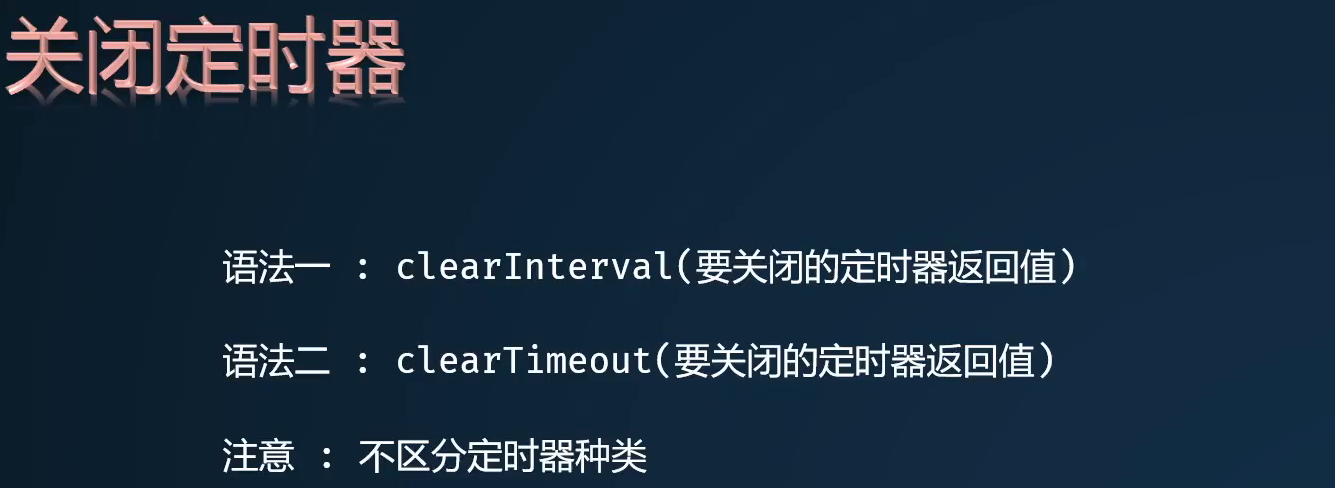 关闭定时器
语法一 : clearInterval(要关闭的定时器返回值)
语法二 : clearTimeout(要关闭的定时器返回值)
注意 : 不区分定时器种类